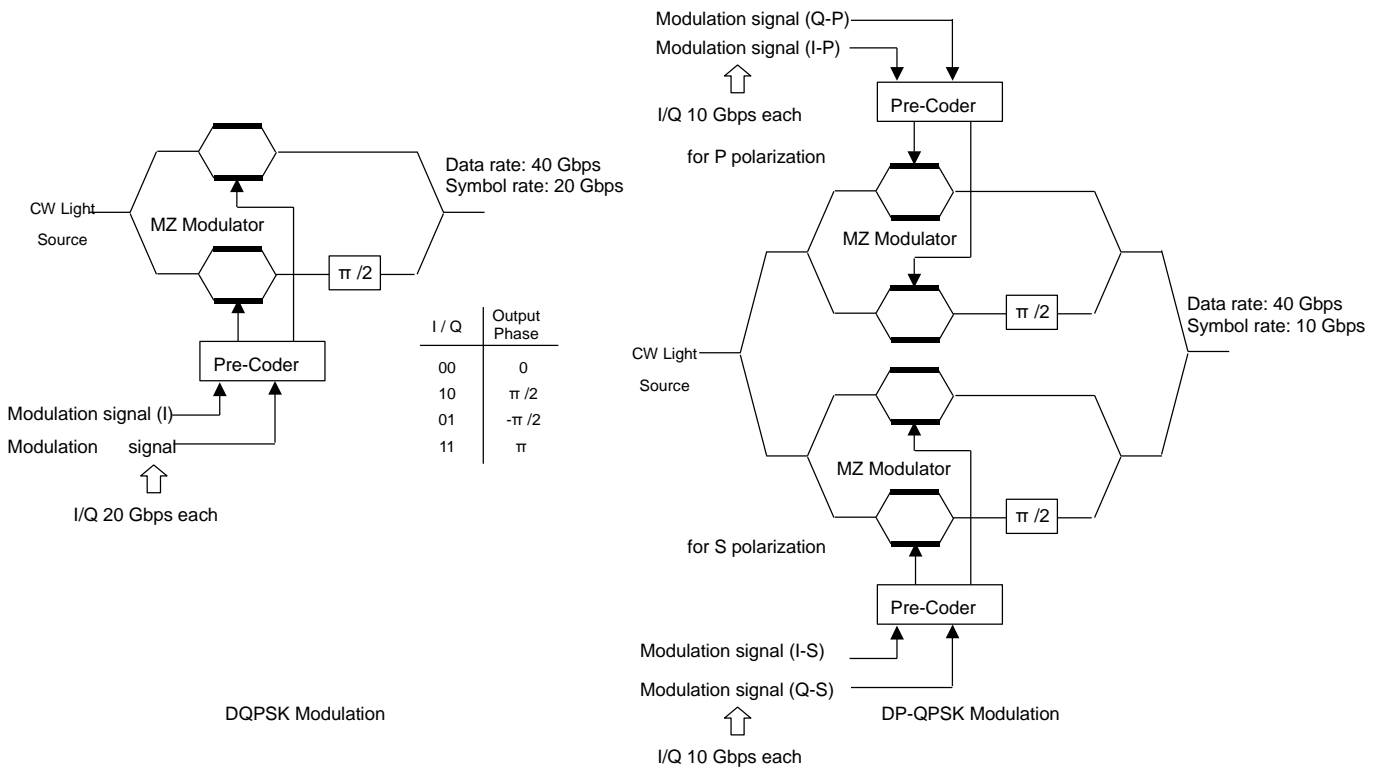 Modulation signal (Q-P)
Modulation signal (I-P)
I/Q 10 Gbps each
Pre-Coder
for P polarization
MZ Modulator
π /2
Data rate: 40 Gbps
Symbol rate: 20 Gbps
CW Light
Source
MZ Modulator
π /2
I / Q
Output
Phase
00 0
10 π /2
01 -π /2
11 π
Pre-Coder
Modulation signal (I)
Modulation signal
I/Q 20 Gbps each
DQPSK Modulation
CW Light
Source
Data rate: 40 Gbps
Symbol rate: 10 Gbps
MZ Modulator
π /2
for S polarization
Pre-Coder
Modulation signal (I-S)
Modulation signal (Q-S)
I/Q 10 Gbps each
DP-QPSK Modulation